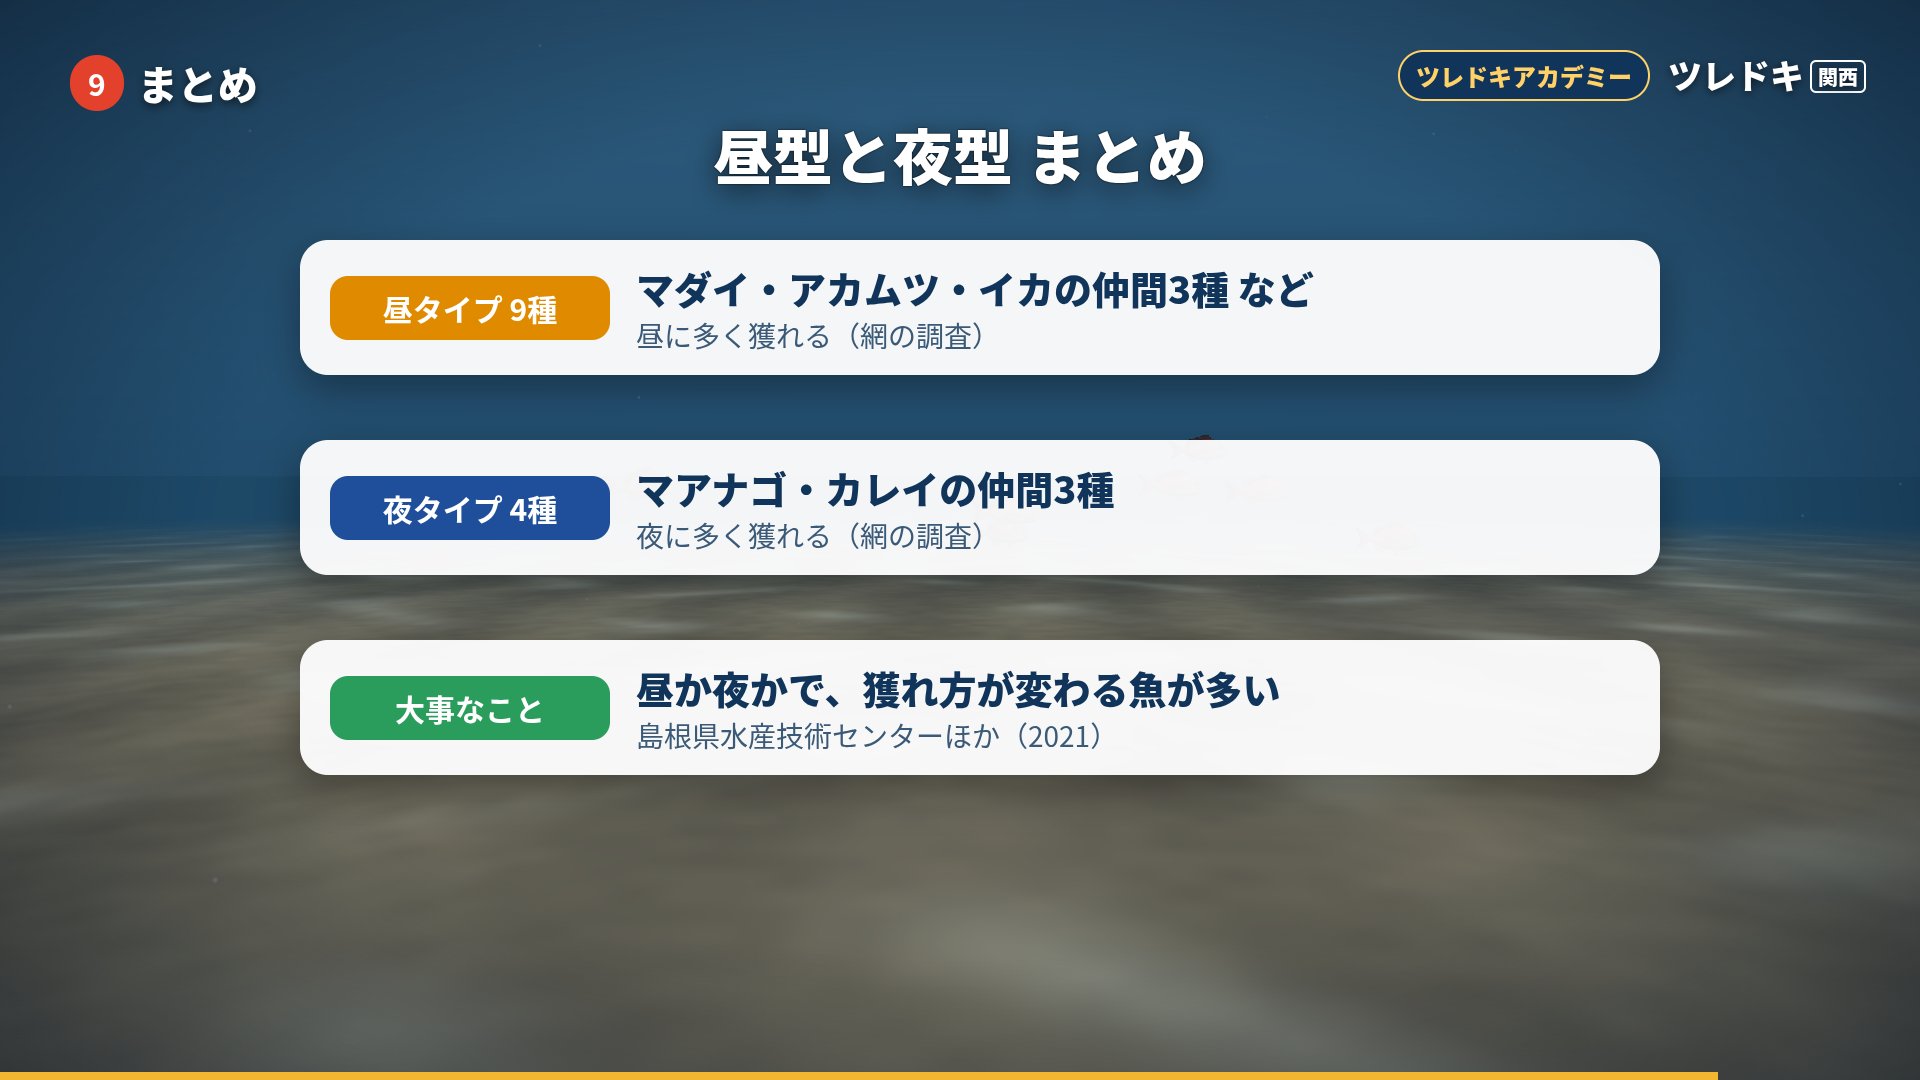 9 まとめ
ツレドキアカデミー ツレドキ 関西
昼型と夜型 まとめ
昼タイプ 9種
マダイ・アカムツ・イカの仲間3種 など
昼に多く獲れる（網の調査）
夜タイプ 4種
マアナゴ・カレイの仲間3種
夜に多く獲れる（網の調査）
大事なこと
昼か夜かで、獲れ方が変わる魚が多い
島根県水産技術センターほか（2021）